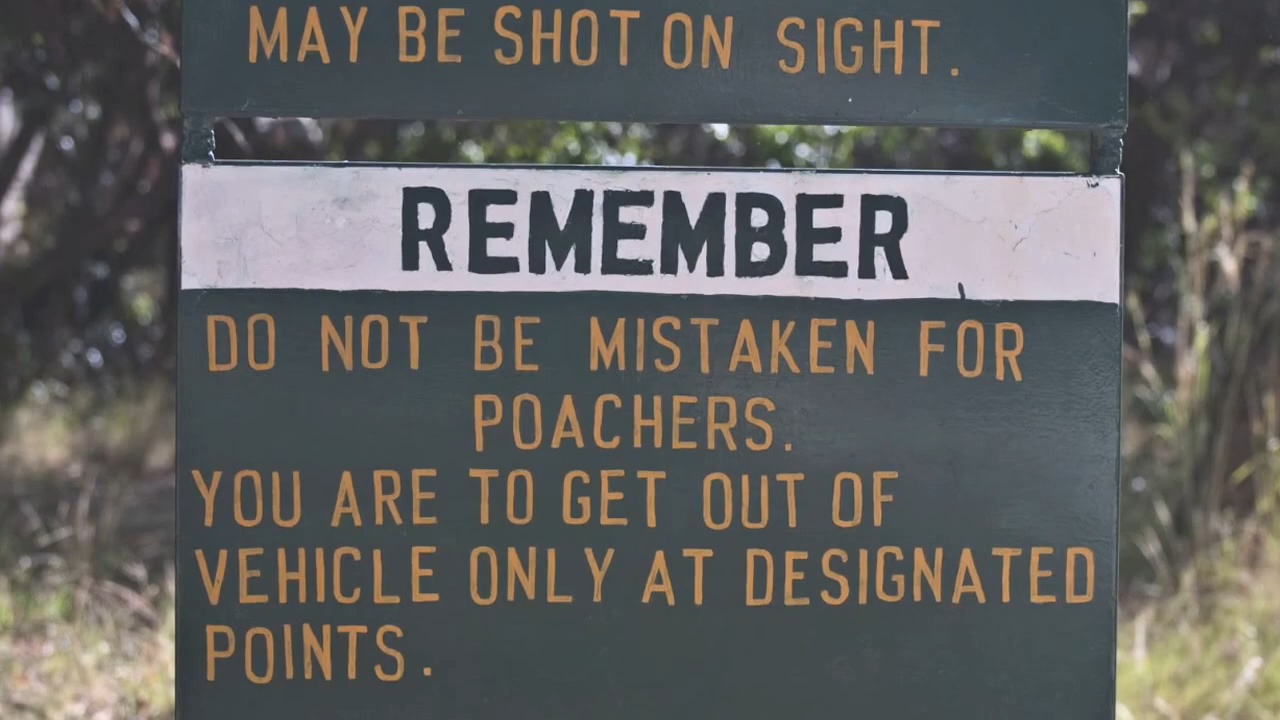 MAY BE SHOT ON SIGHT.
REMEMBER
DO NOT BE MISTAKEN FOR
POACHERS.
YOU ARE TO GET OUT OF
VEHICLE ONLY AT DESIGNATED
POINTS.